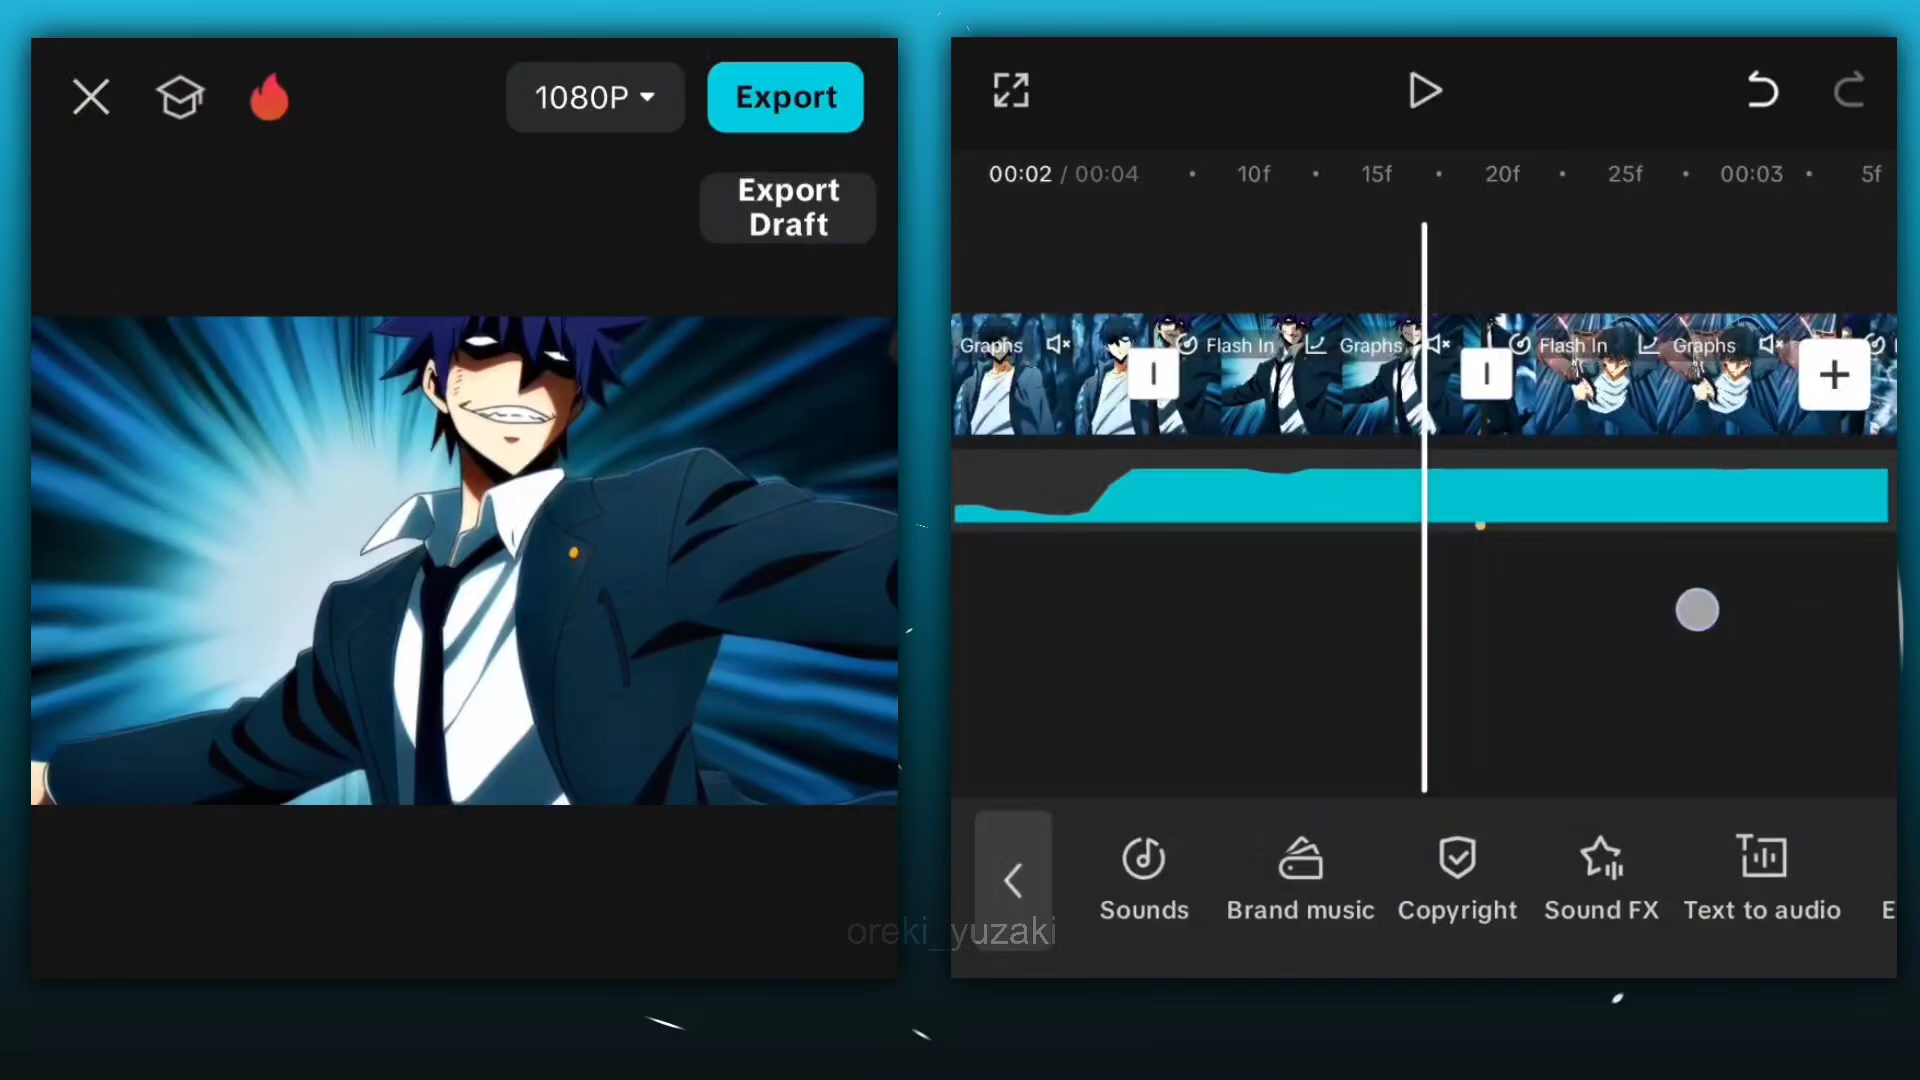 1080P
Export
Export
Draft
00:02 / 00:04
10f
15f
20f
25f
00:03
5f
Graphs
Flash In
Graphs
Flash In
Graphs
Sounds
Brand music
Copyright
Sound FX
Text to audio
E
oreki_yuzaki